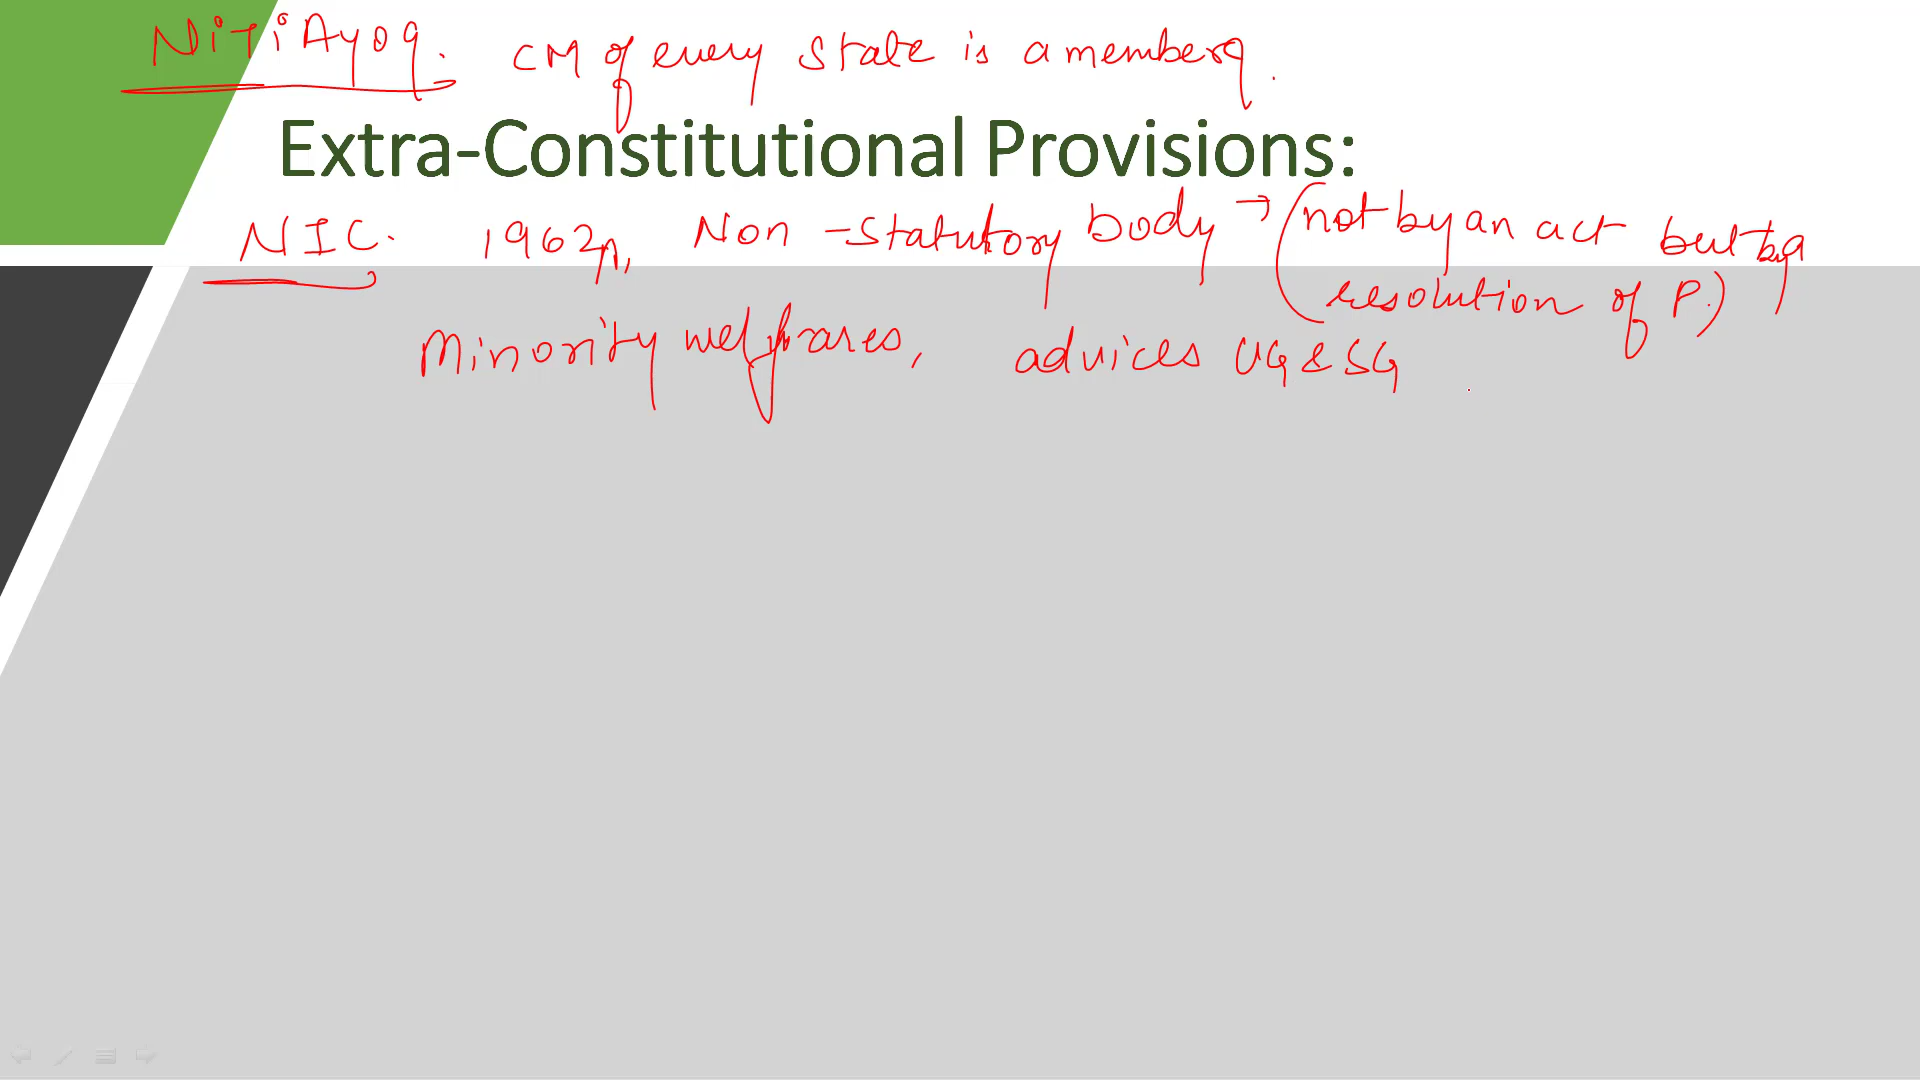 NiTi Ayog. CM of every state is a member.
Extra-Constitutional Provisions:
NIC. 1962, Non-Statutory body → (not by an act but by a
resolution of P.)
Minority welfares, advices UG & SG